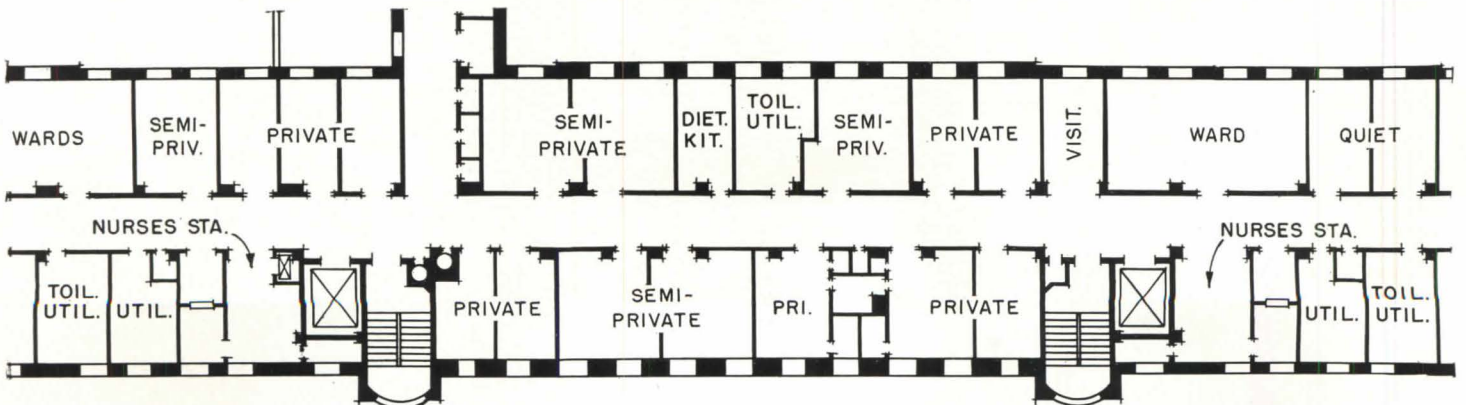 WARDS
SEMI-
PRIV.
PRIVATE
SEMI-
PRIVATE
DIET.
KIT.
TOIL.
UTIL.
SEMI-
PRIV.
PRIVATE
VISIT.
WARD
QUIET
NURSES STA.
NURSES STA.
TOIL.
UTIL.
UTIL.
PRIVATE
SEMI-
PRIVATE
PRI.
PRIVATE
UTIL.
TOIL.
UTIL.